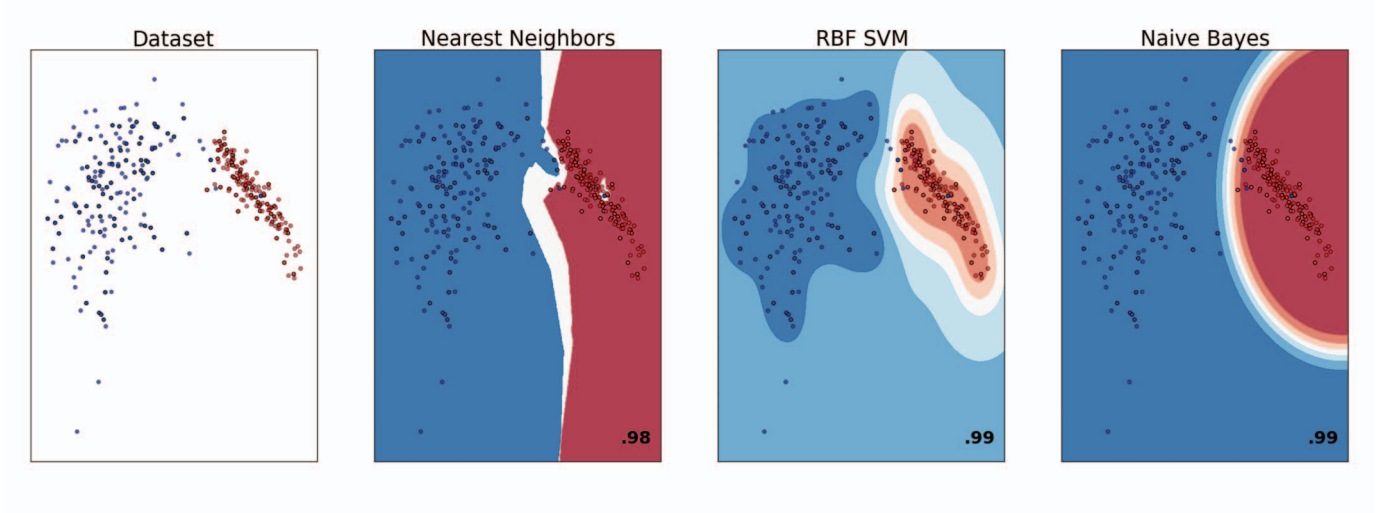 Dataset
Nearest Neighbors
RBF SVM
Naive Bayes
.98
.99
.99